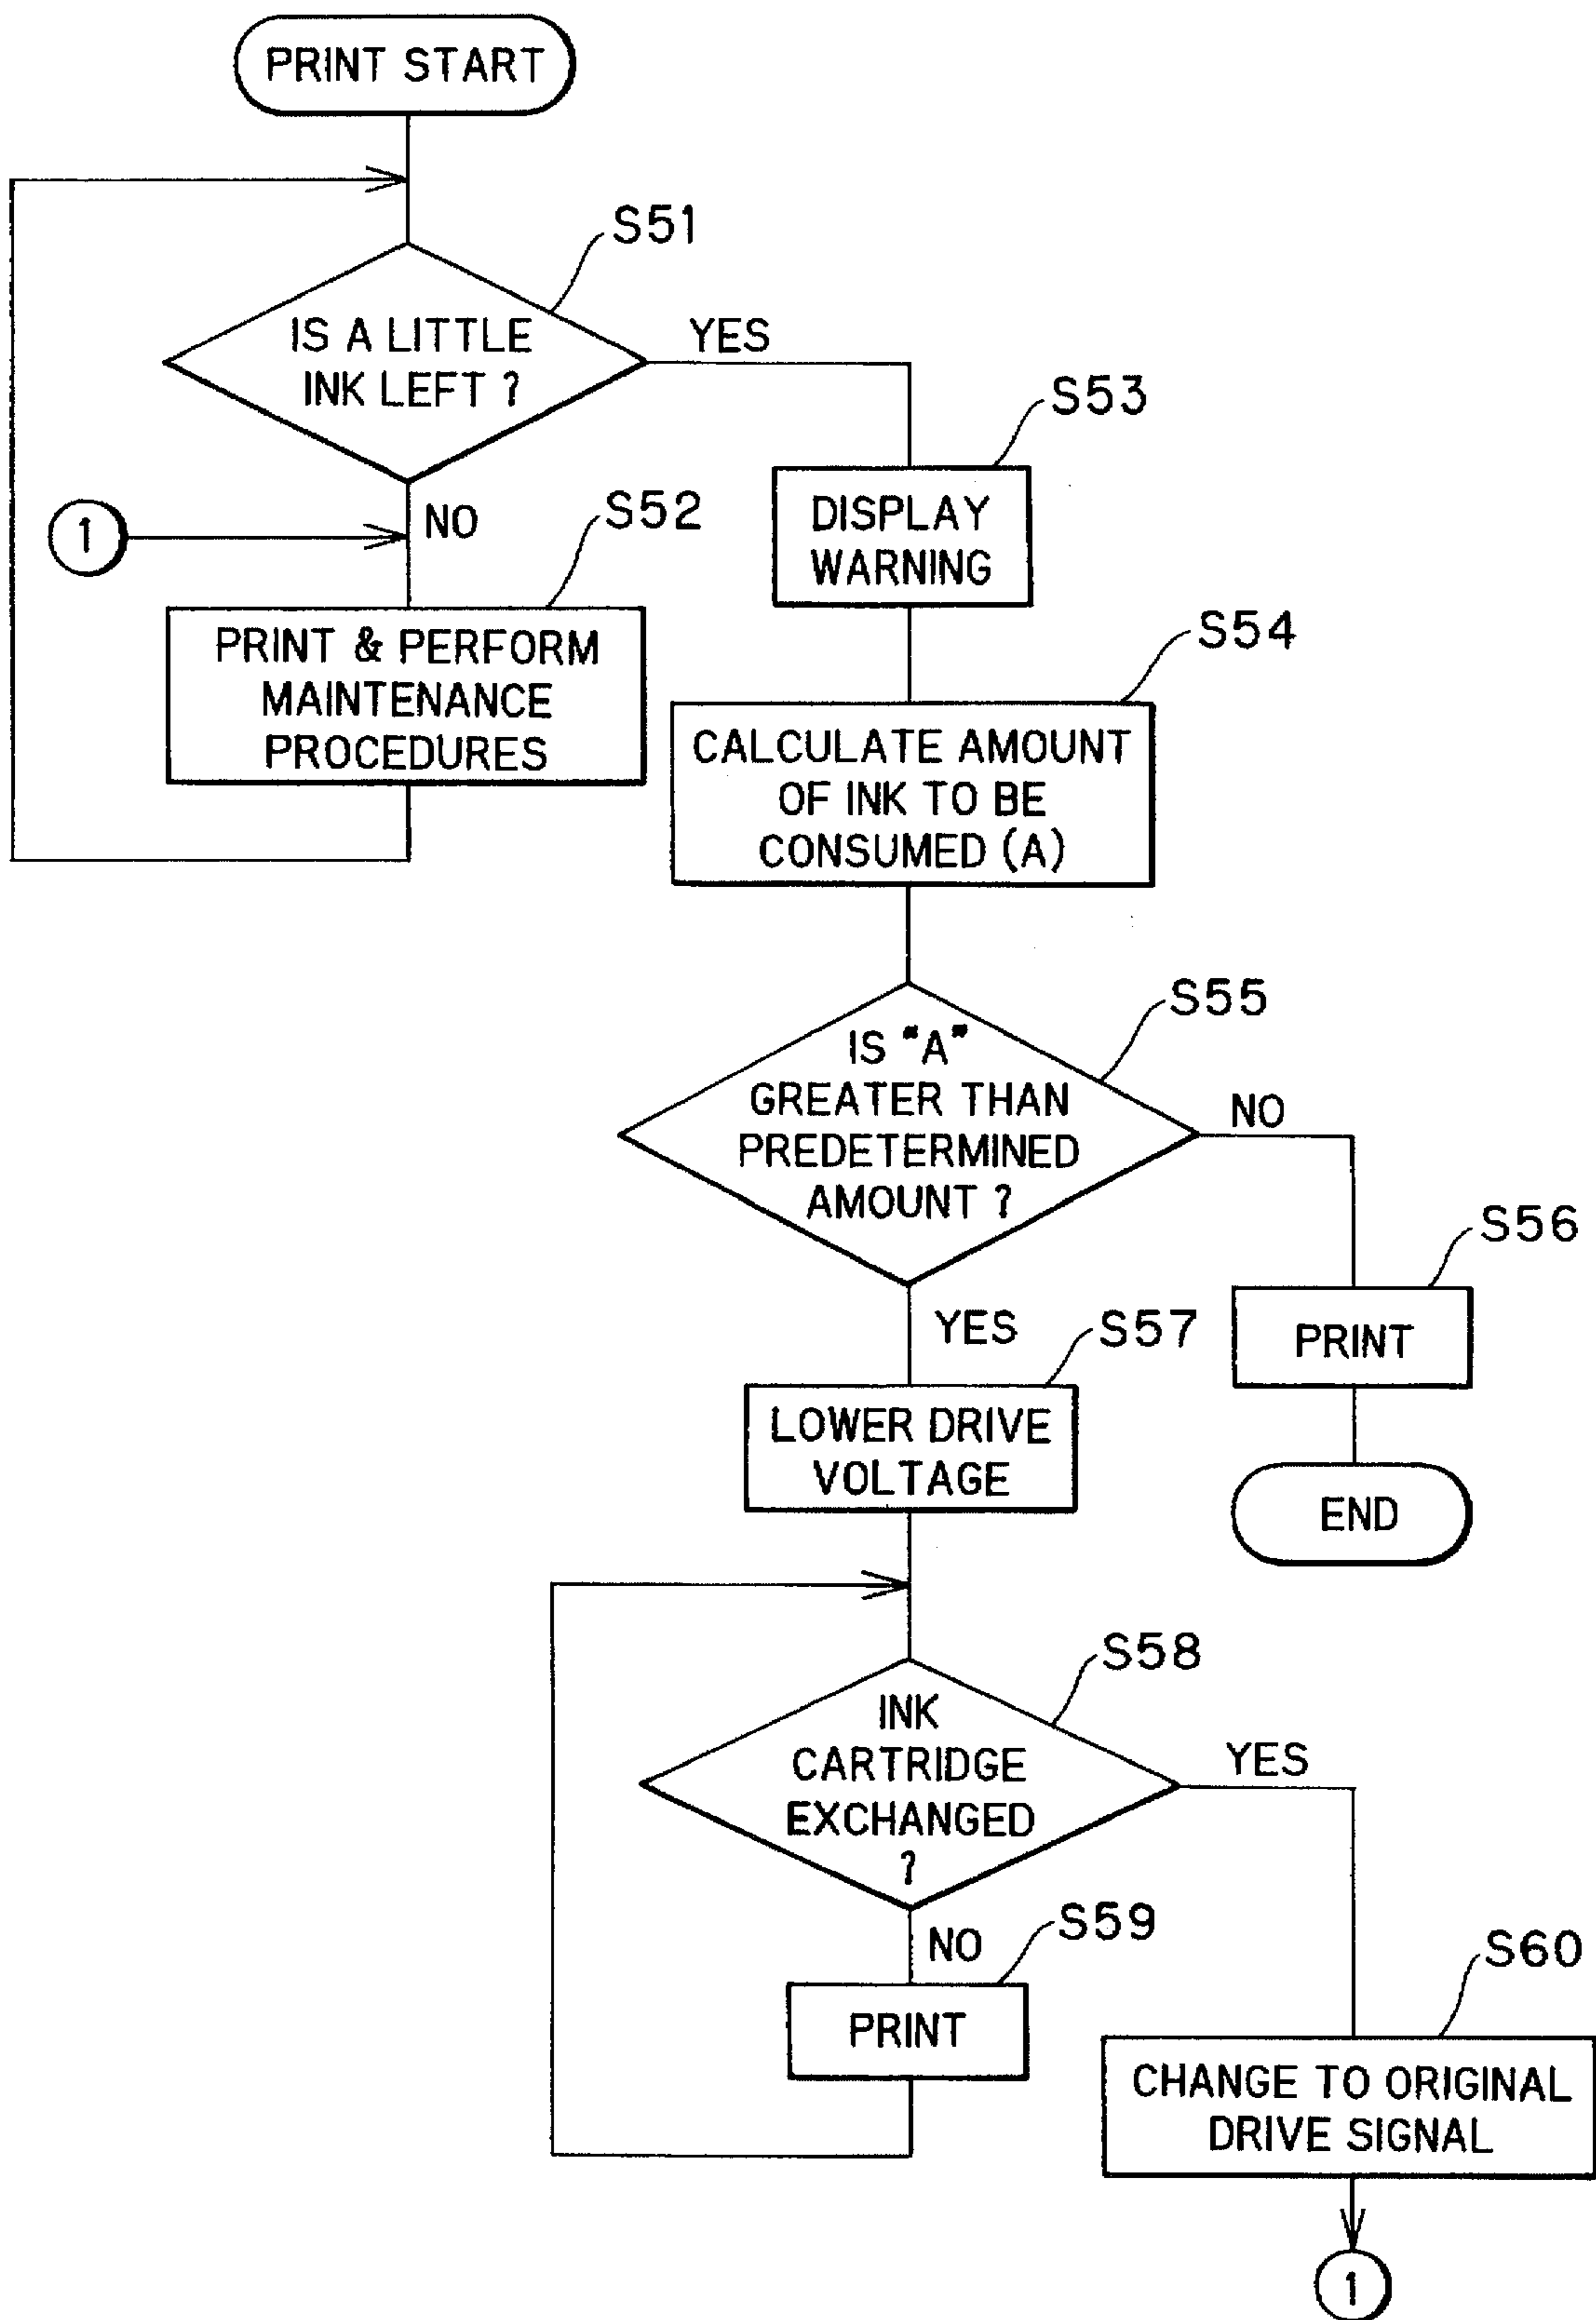 PRINT START
S51
IS A LITTLE
INK LEFT ?
YES
S53
DISPLAY
WARNING
1
NO
S52
PRINT & PERFORM
MAINTENANCE
PROCEDURES
S54
CALCULATE AMOUNT
OF INK TO BE
CONSUMED (A)
S55
IS "A"
GREATER THAN
PREDETERMINED
AMOUNT ?
NO
S56
PRINT
END
YES
S57
LOWER DRIVE
VOLTAGE
S58
INK
CARTRIDGE
EXCHANGED
?
YES
NO
S59
PRINT
S60
CHANGE TO ORIGINAL
DRIVE SIGNAL
1